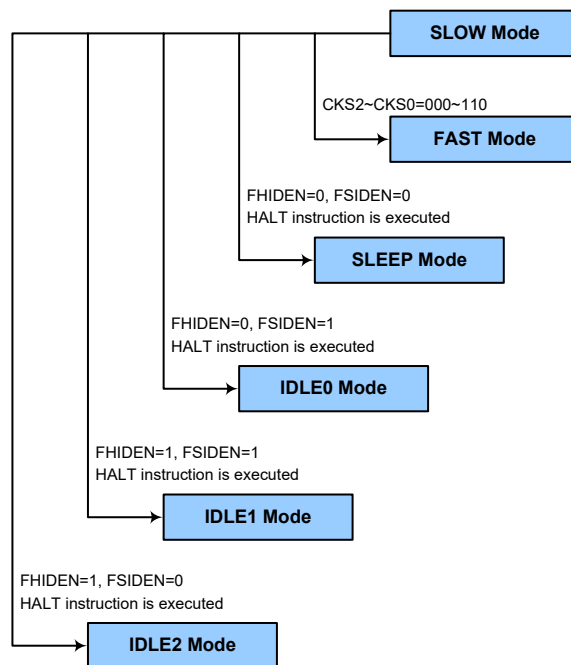 SLOW Mode
CKS2~CKS0=000~110
FAST Mode
FHIDEN=0, FSIDEN=0
HALT instruction is executed
SLEEP Mode
FHIDEN=0, FSIDEN=1
HALT instruction is executed
IDLE0 Mode
FHIDEN=1, FSIDEN=1
HALT instruction is executed
IDLE1 Mode
FHIDEN=1, FSIDEN=0
HALT instruction is executed
IDLE2 Mode